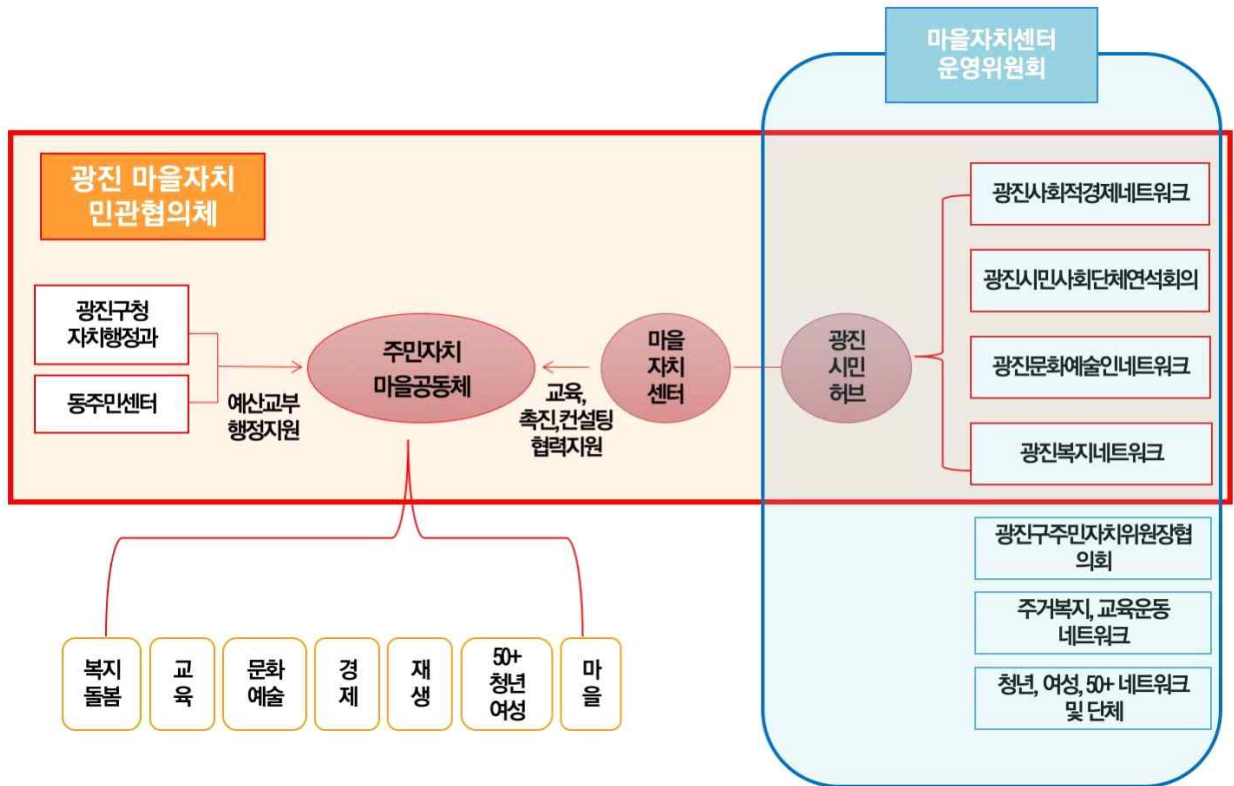 마을자치센터
운영위원회
광진 마을자치
민관협의체
광진구청
자치행정과
동주민센터
예산교부
행정지원
주민자치
마을공동체
교육,
촉진,컨설팅
협력지원
마을
자치
센터
광진
시민
허브
광진사회적경제네트워크
광진시민사회단체연석회의
광진문화예술인네트워크
광진복지네트워크
광진구주민자치위원장협
의회
주거복지, 교육운동
네트워크
청년, 여성, 50+ 네트워크
및 단체
복지
돌봄
교
육
문화
예술
경
제
재
생
50+
청년
여성
마
을